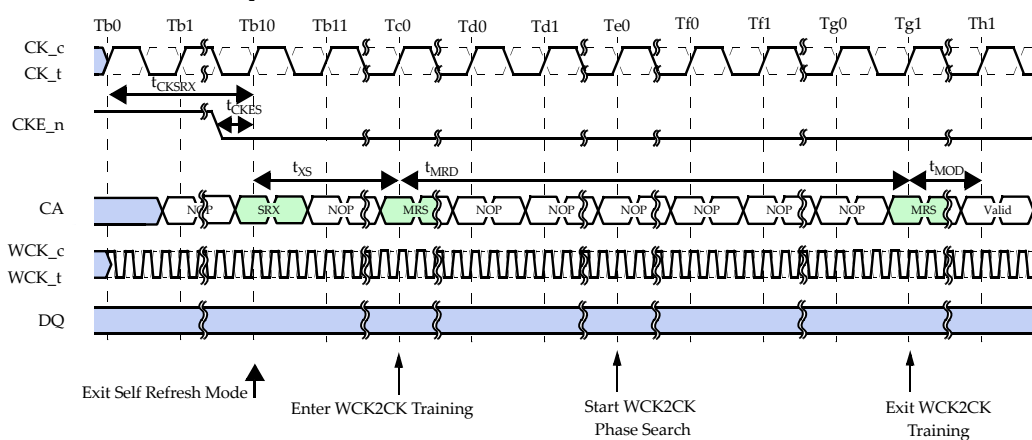 Tb0 Tb1 Tb10 Tb11 Tc0 Td0 Td1 Te0 Tf0 Tf1 Tg0 Tg1 Th1
CK_c
CK_t
tCKSRX
tCKES
CKE_n
tXS tMRD tMOD
CA NOP SRX NOP MRS NOP NOP NOP NOP NOP NOP MRS Valid
WCK_c
WCK_t
DQ
Exit Self Refresh Mode
Enter WCK2CK Training
Start WCK2CK
Phase Search
Exit WCK2CK
Training